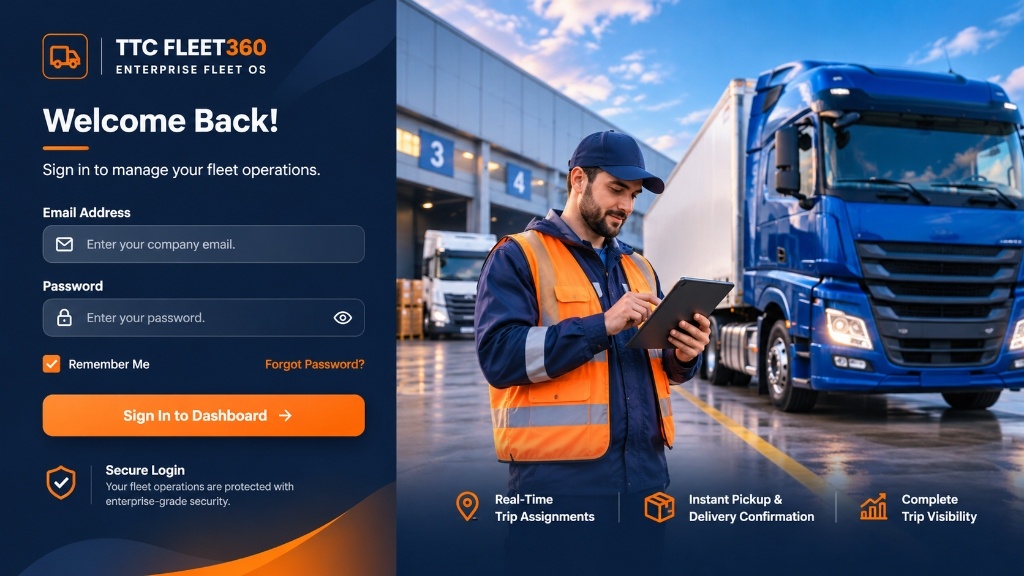 TTC FLEET360
ENTERPRISE FLEET OS
Welcome Back!
Sign in to manage your fleet operations.
Email Address
Enter your company email.
Password
Enter your password.
Remember Me
Forgot Password?
Sign In to Dashboard →
Secure Login
Your fleet operations are protected with
enterprise-grade security.
3
4
Real-Time
Trip Assignments
Instant Pickup &
Delivery Confirmation
Complete
Trip Visibility